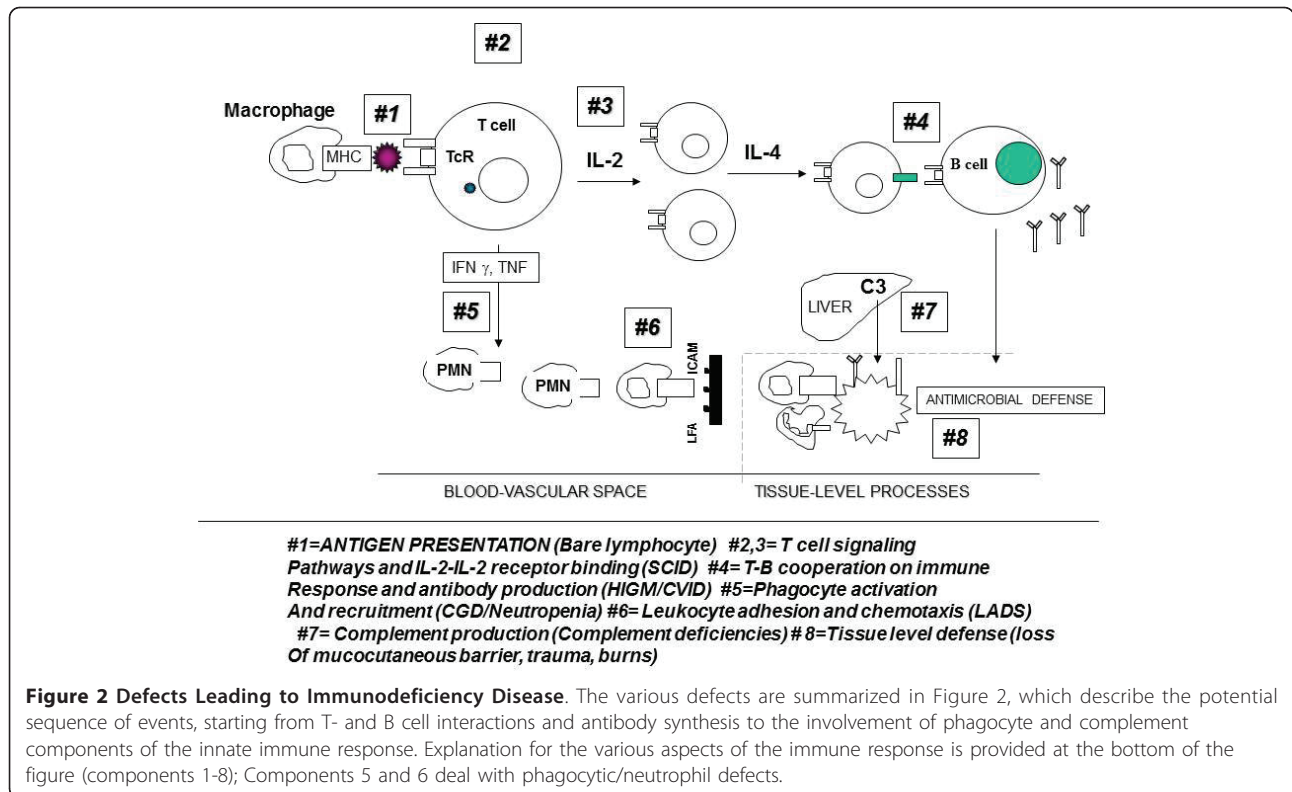 #2
Macrophage
#1
#3
#4
T cell
MHC
TcR
IL-2
IL-4
B cell
IFN γ, TNF
#5
#6
C3
LIVER
#7
PMN
PMN
ICAM
LFA
ANTIMICROBIAL DEFENSE
#8
BLOOD-VASCULAR SPACE
TISSUE-LEVEL PROCESSES
#1=ANTIGEN PRESENTATION (Bare lymphocyte) #2,3= T cell signaling
Pathways and IL-2-IL-2 receptor binding (SCID) #4= T-B cooperation on immune
Response and antibody production (HIGM/CVID) #5=Phagocyte activation
And recruitment (CGD/Neutropenia) #6= Leukocyte adhesion and chemotaxis (LADS)
#7= Complement production (Complement deficiencies) # 8=Tissue level defense (loss
Of mucocutaneous barrier, trauma, burns)
Figure 2 Defects Leading to Immunodeficiency Disease. The various defects are summarized in Figure 2, which describe the potential
sequence of events, starting from T- and B cell interactions and antibody synthesis to the involvement of phagocyte and complement
components of the innate immune response. Explanation for the various aspects of the immune response is provided at the bottom of the
figure (components 1-8); Components 5 and 6 deal with phagocytic/neutrophil defects.